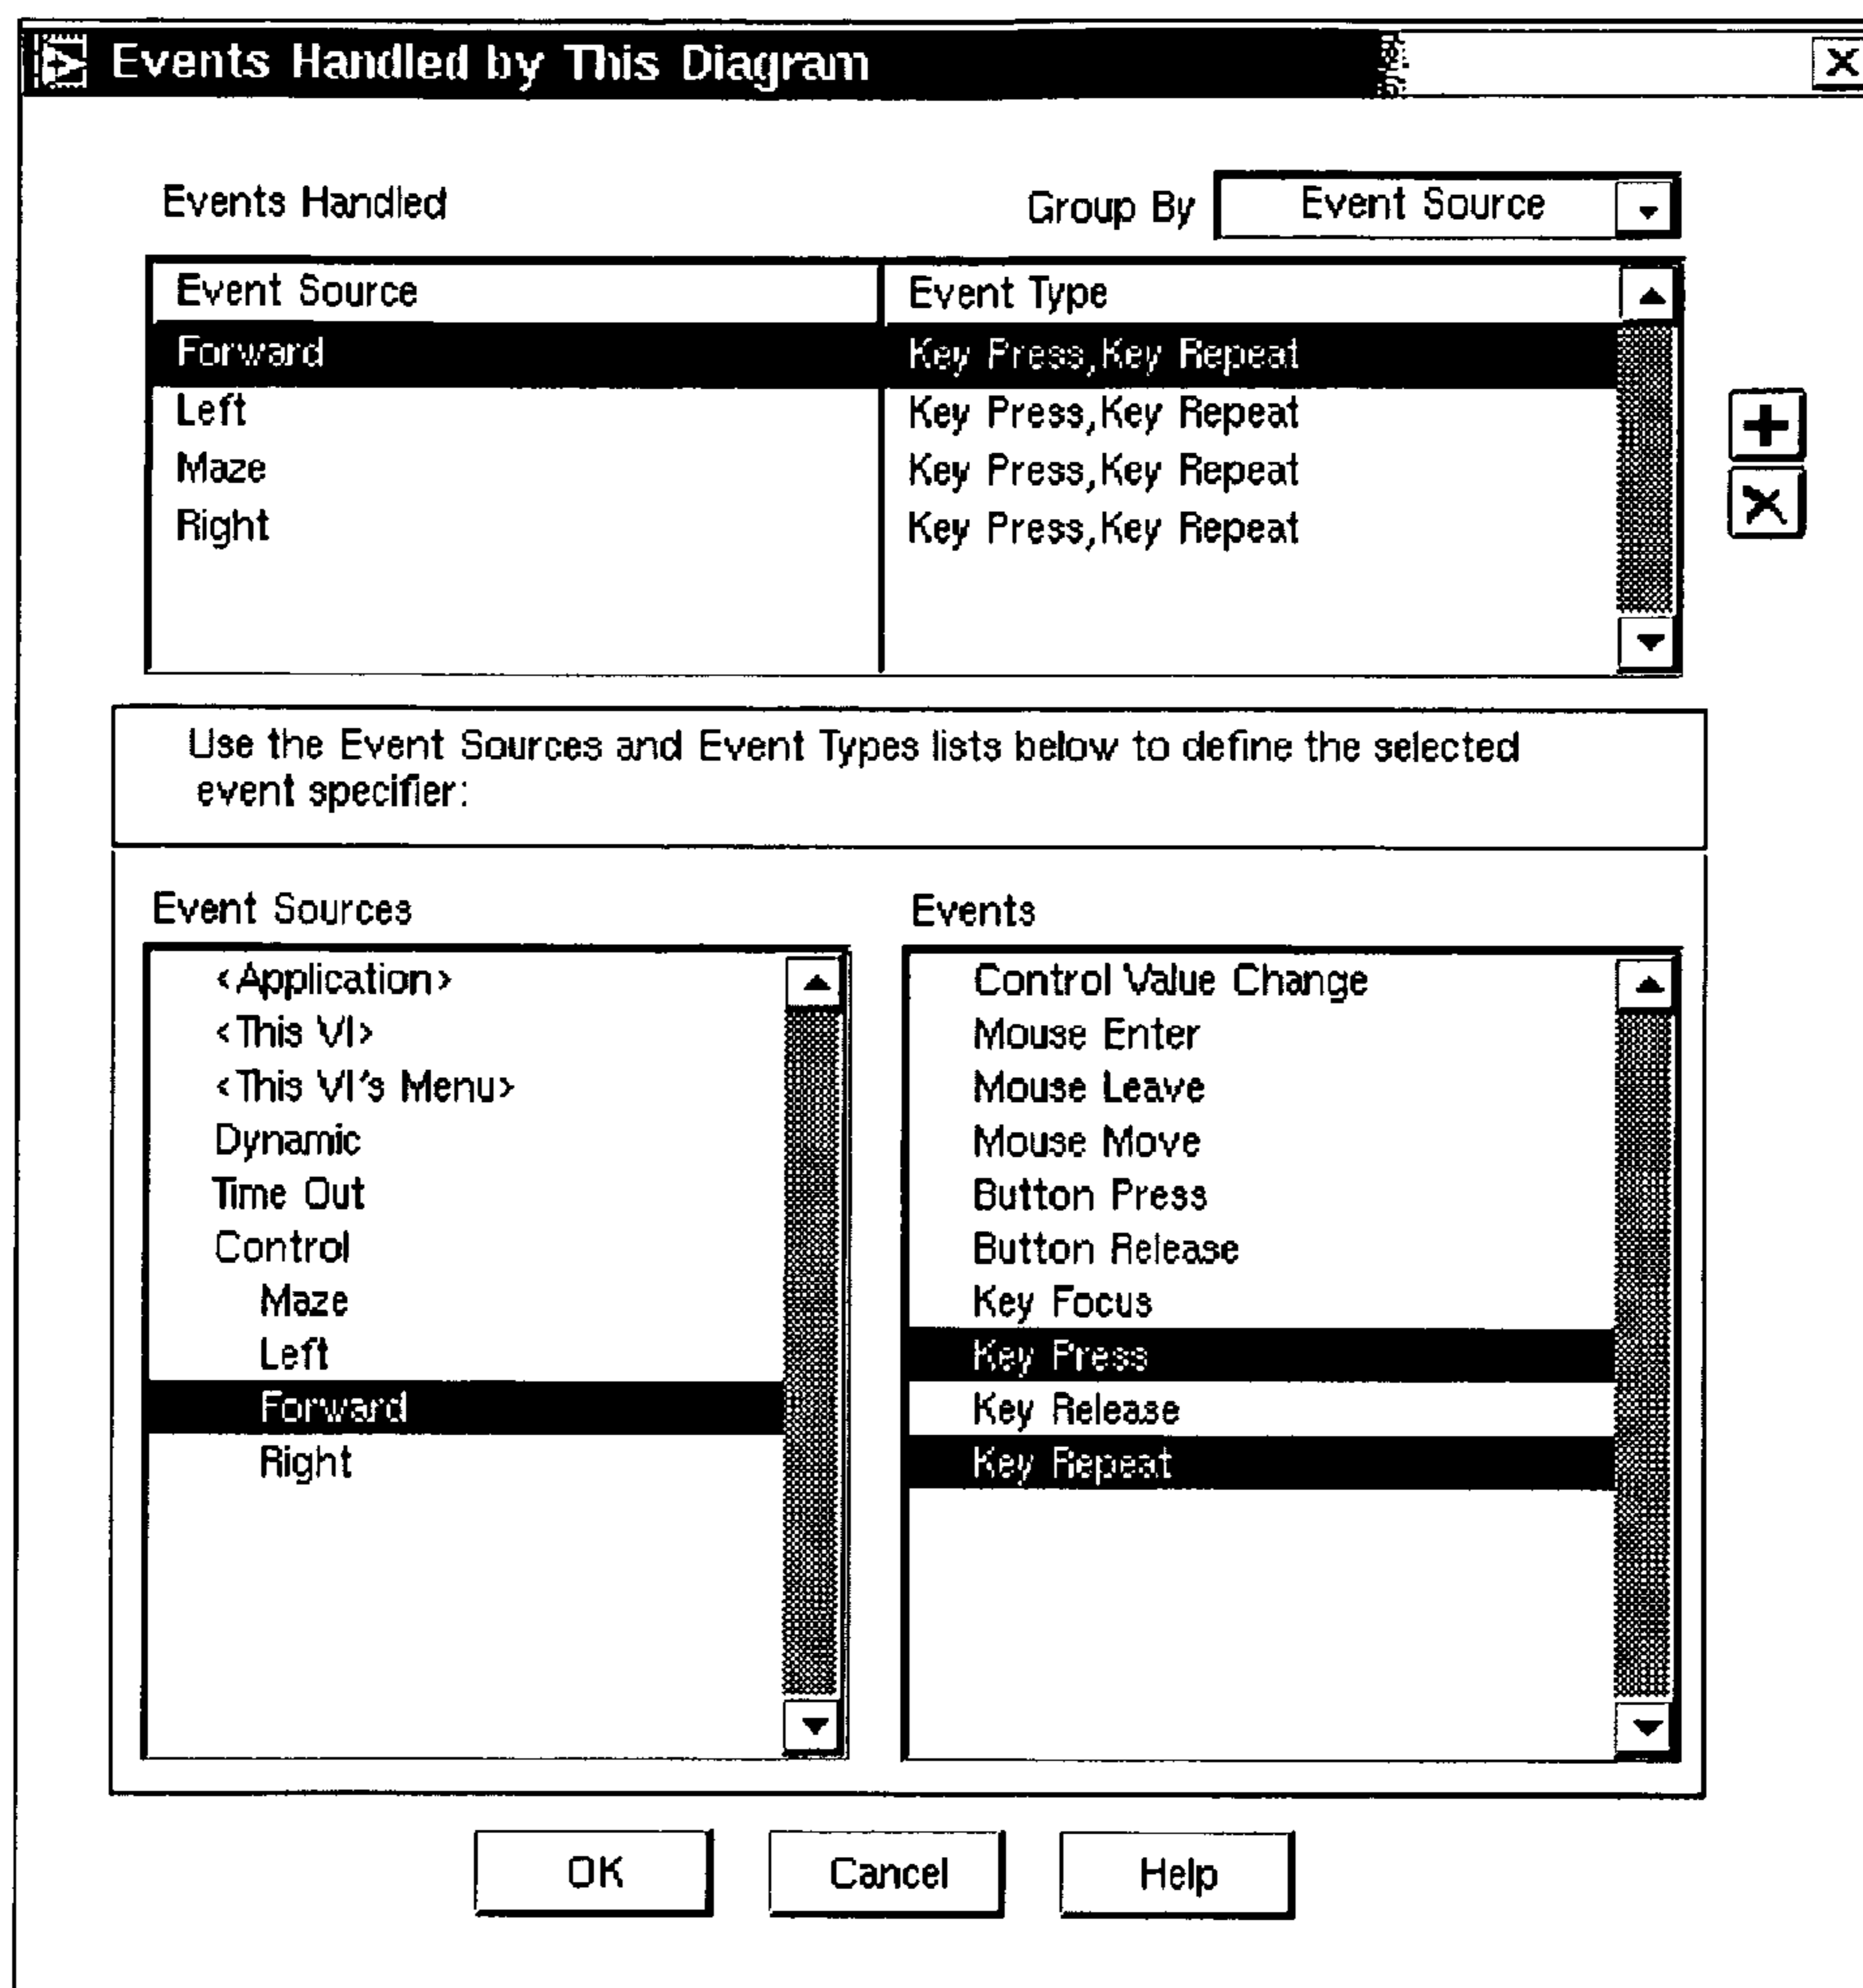 Events Handled by This Diagram
Events Handled
Group By Event Source
Event Source Event Type
Forward Key Press,Key Repeat
Left Key Press,Key Repeat
Maze Key Press,Key Repeat
Right Key Press,Key Repeat
Use the Event Sources and Event Types lists below to define the selected
event specifier:
Event Sources
<Application>
<This VI>
<This VI's Menu>
Dynamic
Time Out
Control
Maze
Left
Forward
Right
Events
Control Value Change
Mouse Enter
Mouse Leave
Mouse Move
Button Press
Button Release
Key Focus
Key Press
Key Release
Key Repeat
OK Cancel Help